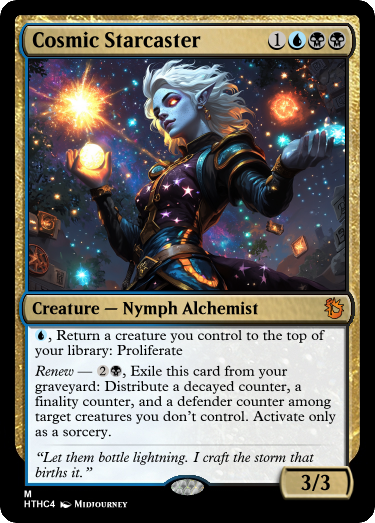 Cosmic Starcaster 1
Creature — Nymph Alchemist
, Return a creature you control to the top of
your library: Proliferate
Renew — 2 , Exile this card from your
graveyard: Distribute a decayed counter, a
finality counter, and a defender counter among
target creatures you don’t control. Activate only
as a sorcery.
“Let them bottle lightning. I craft the storm that
births it.”
3/3
M
HTHC4 Midjourney